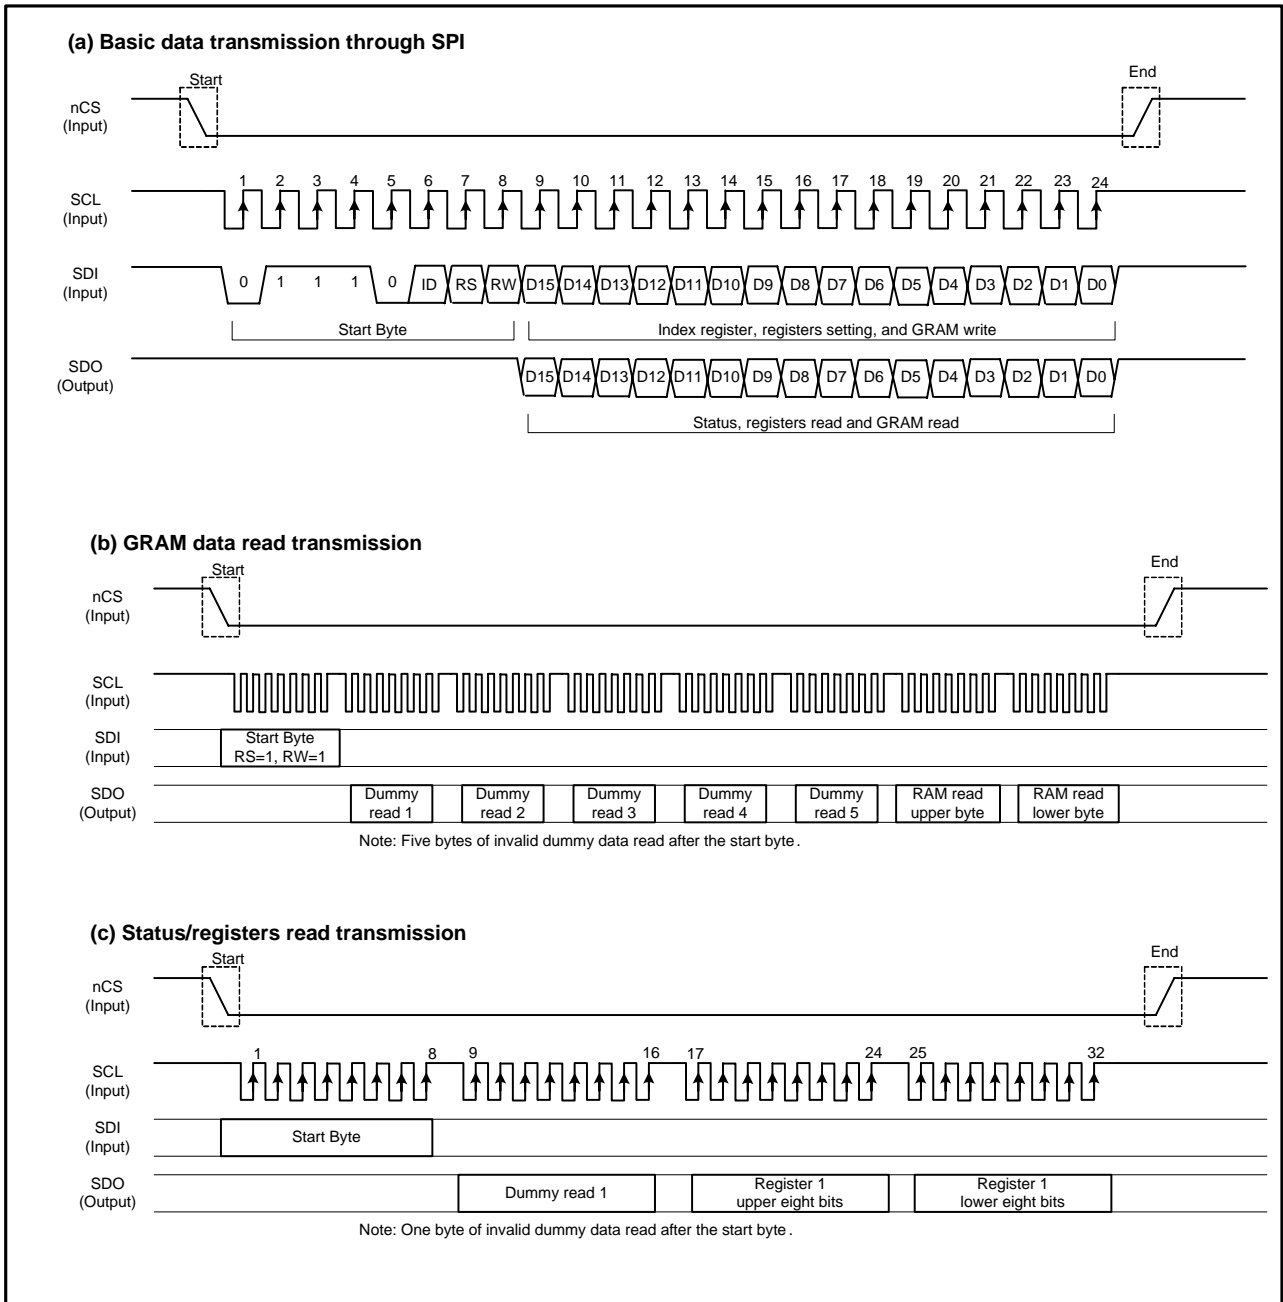 (a) Basic data transmission through SPI
Start
End
nCS
(Input)
1 2 3 4 5 6 7 8 9 10 11 12 13 14 15 16 17 18 19 20 21 22 23 24
SCL
(Input)
SDI
(Input)
0 1 1 1 0 ID RS RW D15 D14 D13 D12 D11 D10 D9 D8 D7 D6 D5 D4 D3 D2 D1 D0
Start Byte
Index register, registers setting, and GRAM write
SDO
(Output)
D15 D14 D13 D12 D11 D10 D9 D8 D7 D6 D5 D4 D3 D2 D1 D0
Status, registers read and GRAM read
(b) GRAM data read transmission
Start
End
nCS
(Input)
SCL
(Input)
SDI
(Input)
Start Byte
RS=1, RW=1
SDO
(Output)
Dummy
read 1
Dummy
read 2
Dummy
read 3
Dummy
read 4
Dummy
read 5
RAM read
upper byte
RAM read
lower byte
Note: Five bytes of invalid dummy data read after the start byte.
(c) Status/registers read transmission
Start
End
nCS
(Input)
1 8 9 16 17 24 25 32
SCL
(Input)
SDI
(Input)
Start Byte
SDO
(Output)
Dummy read 1
Register 1
upper eight bits
Register 1
lower eight bits
Note: One byte of invalid dummy data read after the start byte.